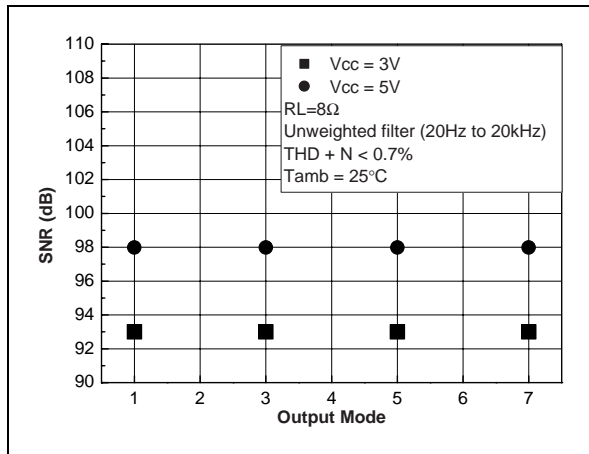 110
108
106
104
102
100
98
96
94
92
90
SNR (dB)
Vcc = 3V
Vcc = 5V
RL=8Ω
Unweighted filter (20Hz to 20kHz)
THD + N < 0.7%
Tamb = 25°C
1 2 3 4 5 6 7
Output Mode